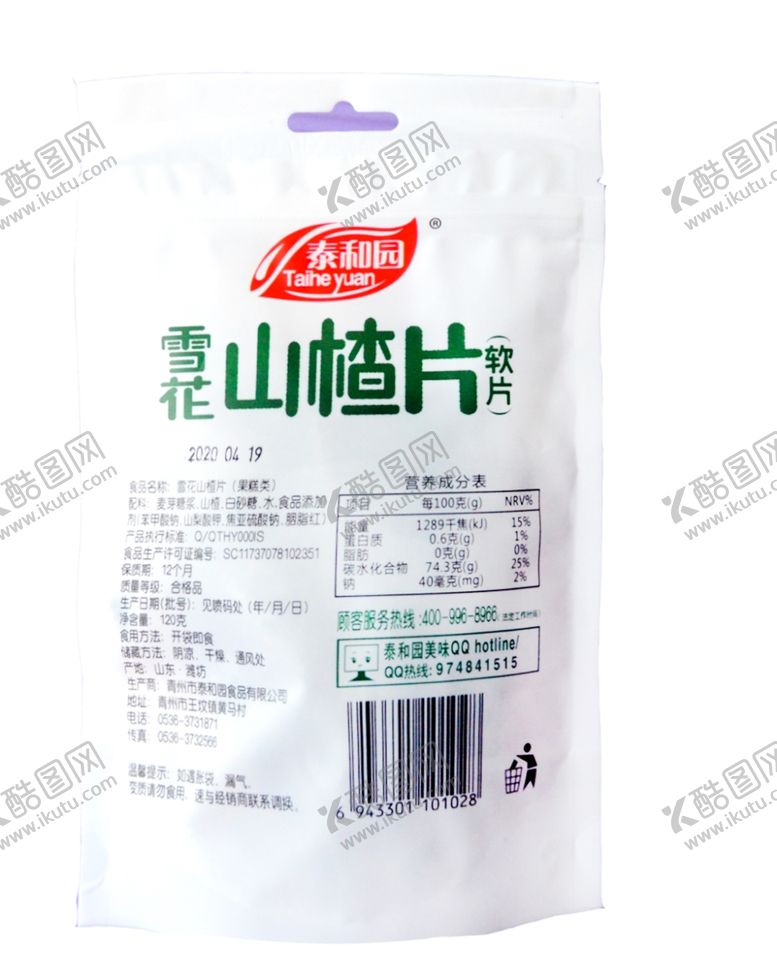 泰和园®
Taihe yuan
雪花山楂片(软片)
2020 04 19
食品名称: 雪花山楂片(果糕类)
配料: 麦芽糖浆、山楂、白砂糖、水、食品添加
剂(苯甲酸钠、山梨酸钾、焦亚硫酸钠、胭脂红)
产品执行标准: Q/QTHY0001S
食品生产许可证编号: SC11737078102351
保质期: 12个月
质量等级: 合格品
生产日期(批号): 见喷码处(年/月/日)
净含量: 120克
食用方法: 开袋即食
储藏方法: 阴凉、干燥、通风处
产地: 山东·潍坊
生产商: 青州市泰和园食品有限公司
地址: 青州市王坟镇黄马村
电话: 0536-3731871
传真: 0536-3732566
温馨提示: 如遇胀袋、漏气、
变质请勿食用, 速与经销商联系调换。
营养成分表
项目 每100克(g) NRV%
能量 1289千焦(kJ) 15%
蛋白质 0.6克(g) 1%
脂肪 0克(g) 0%
碳水化合物 74.3克(g) 25%
钠 40毫克(mg) 2%
顾客服务热线:400-996-8966(法定工作时间)
泰和园美味QQ hotline/
QQ热线: 974841515
6 943301 101028
酷图网
www.ikutu.com